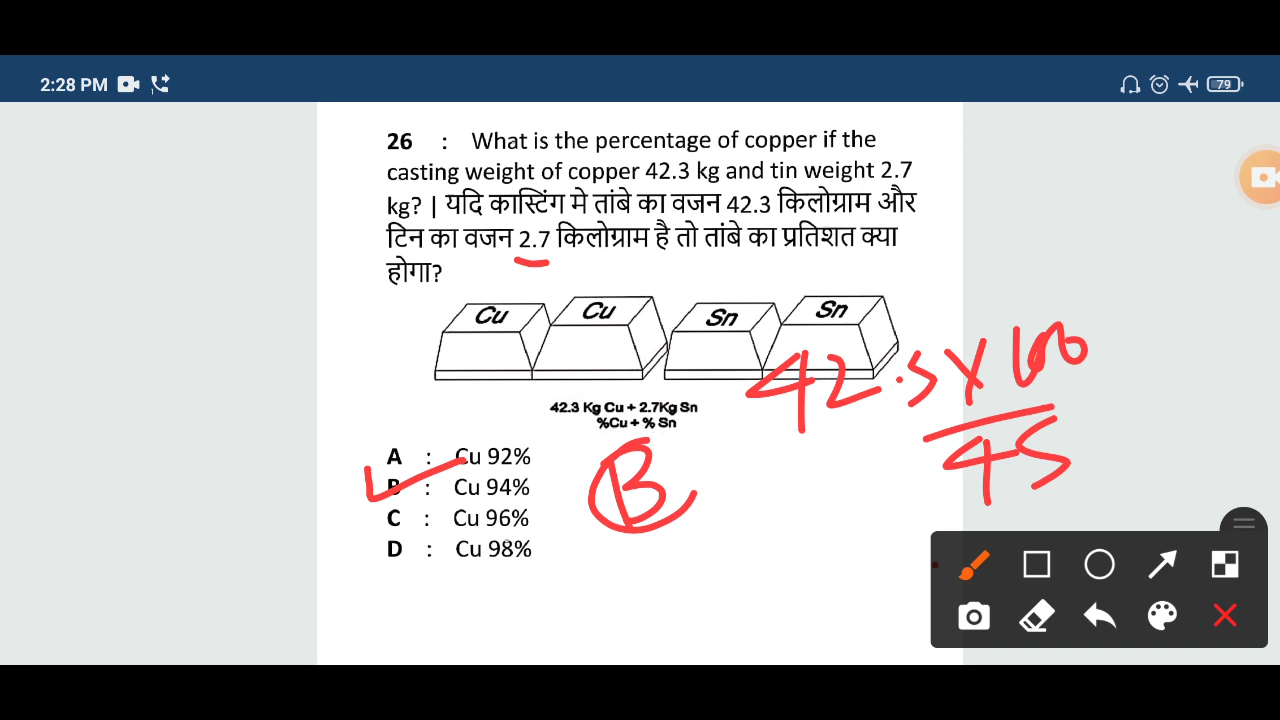 2:28 PM
79
26 : What is the percentage of copper if the
casting weight of copper 42.3 kg and tin weight 2.7
kg? | यदि कास्टिंग मे तांबे का वजन 42.3 किलोग्राम और
टिन का वजन 2.7 किलोग्राम है तो तांबे का प्रतिशत क्या
होगा?
Cu Cu Sn Sn
42.5 X 100
45
42.3 Kg Cu + 2.7Kg Sn
%Cu + % Sn
A : Cu 92%
B : Cu 94%
C : Cu 96%
D : Cu 98%
B